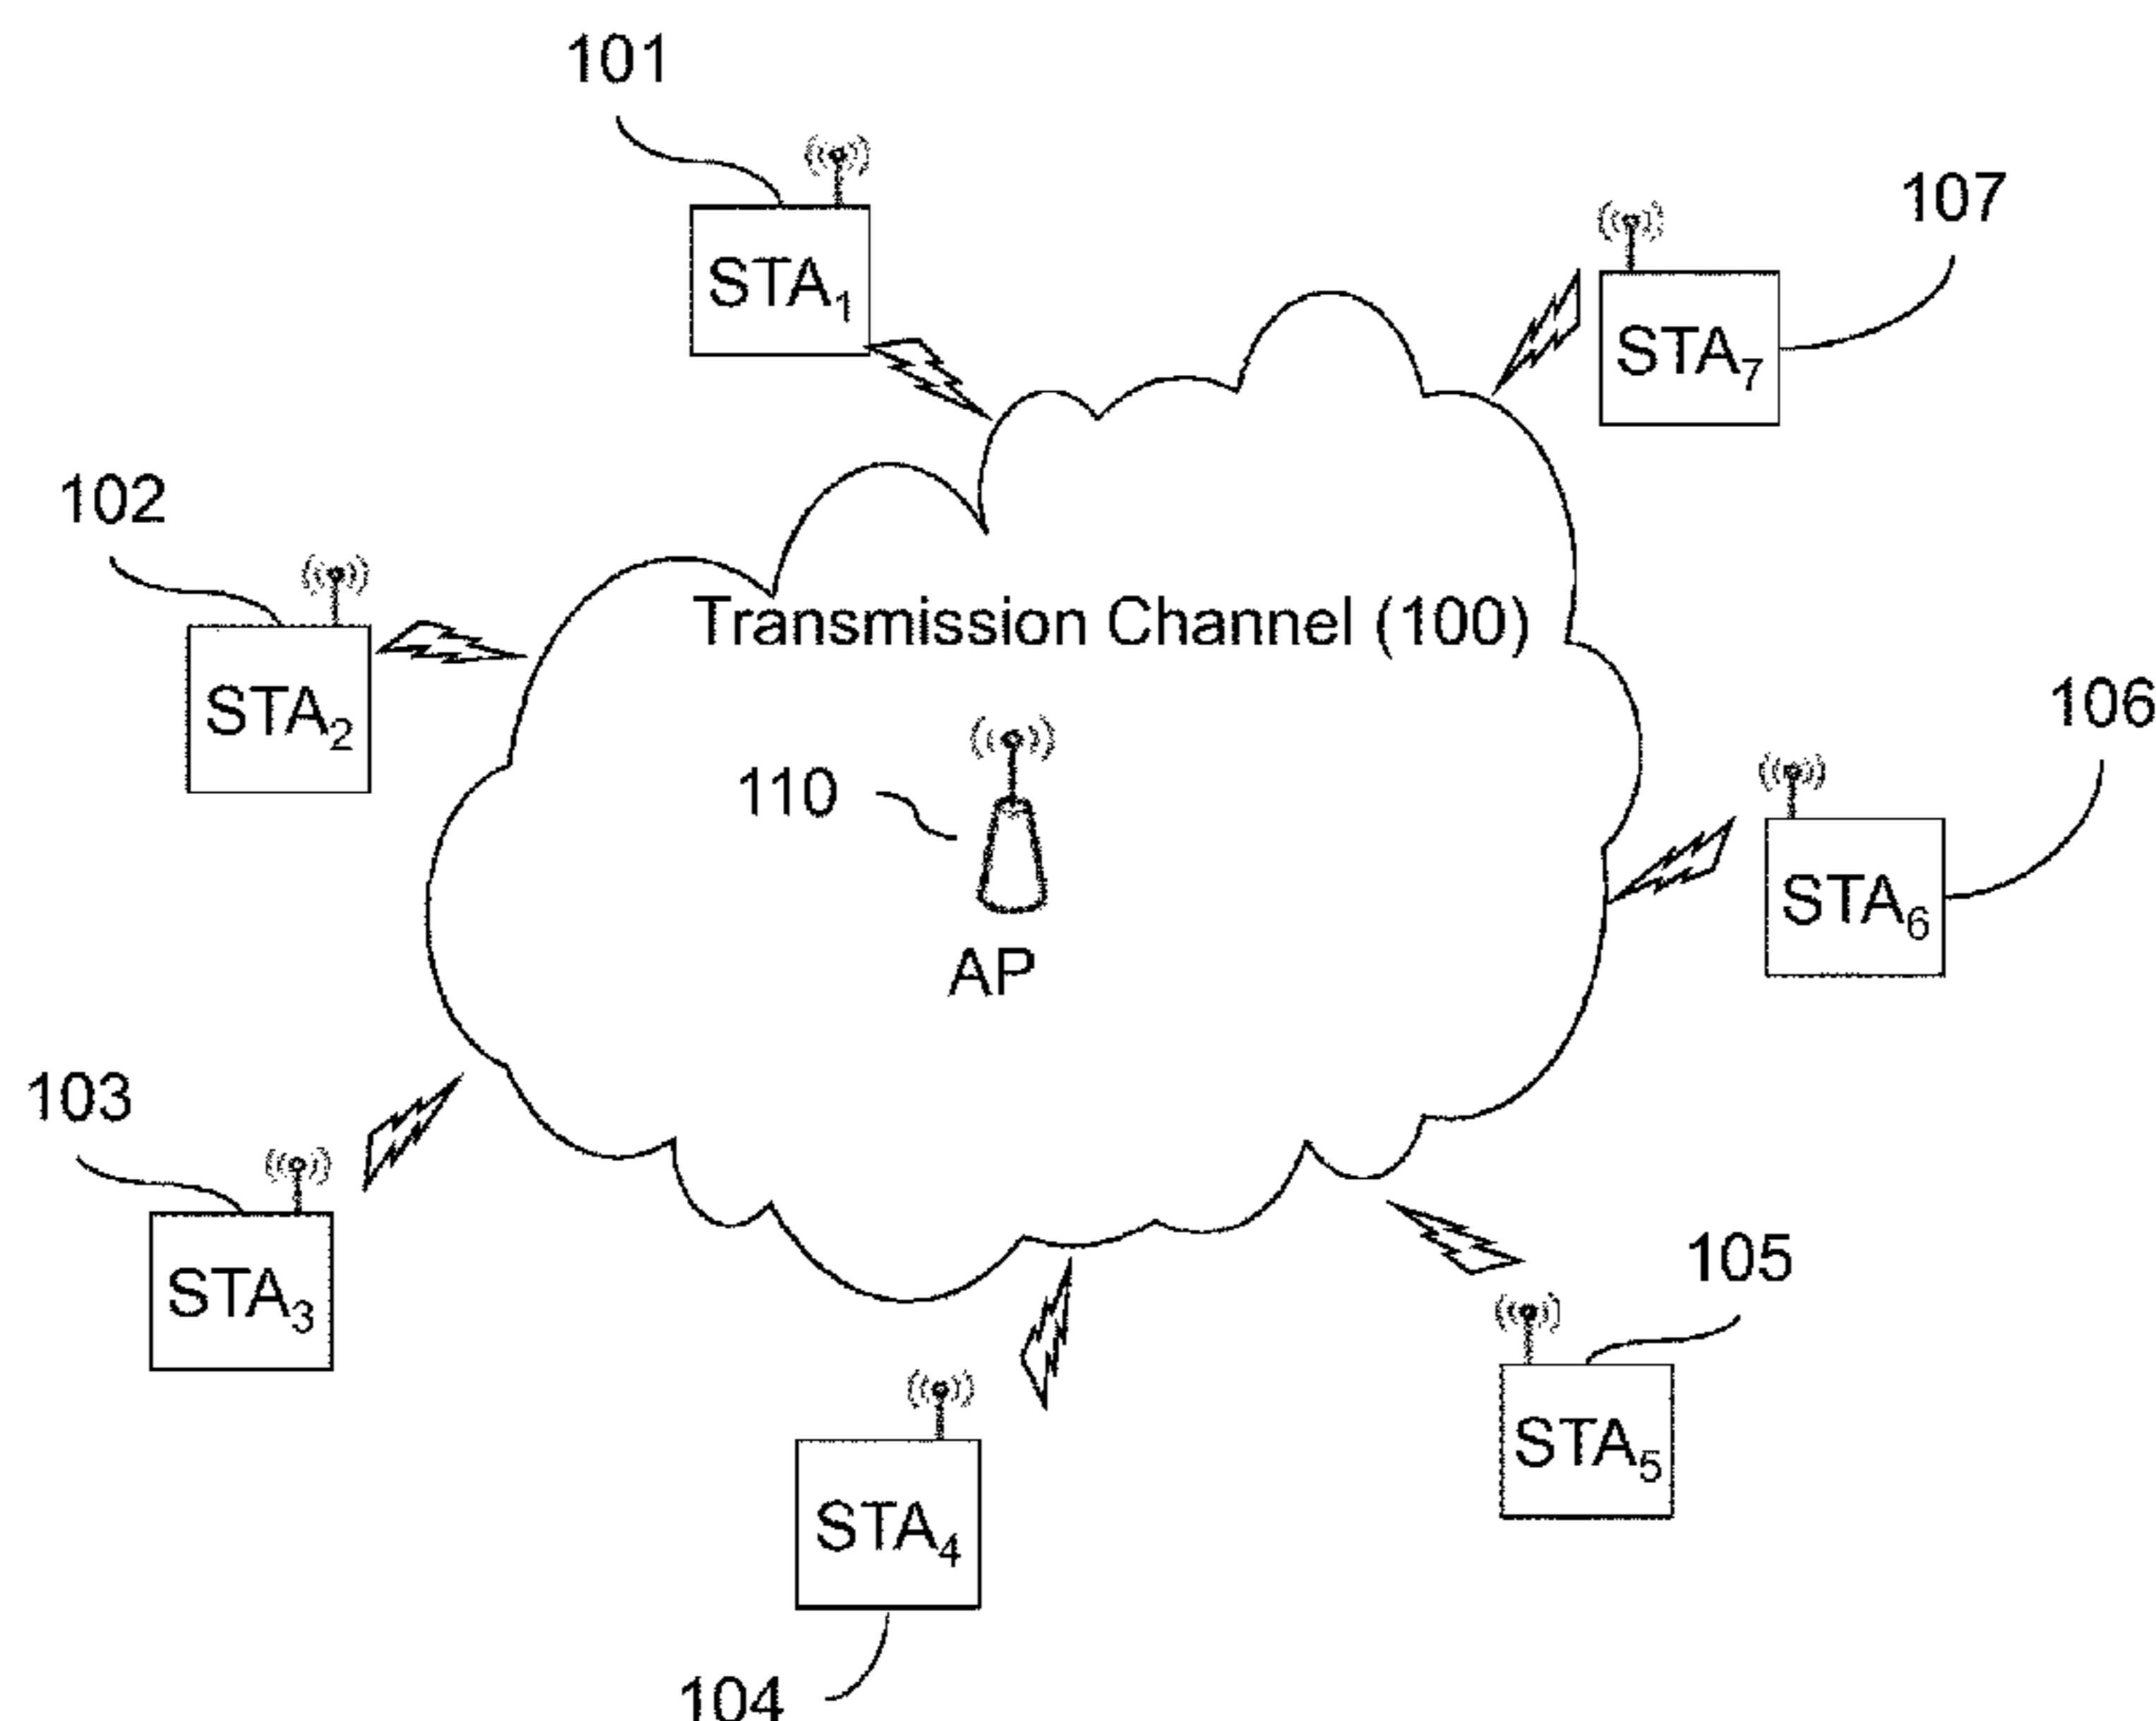 101
STA₁
107
STA₇
102
STA₂
Transmission Channel (100)
106
STA₆
110
AP
103
STA₃
105
STA₅
STA₄
104